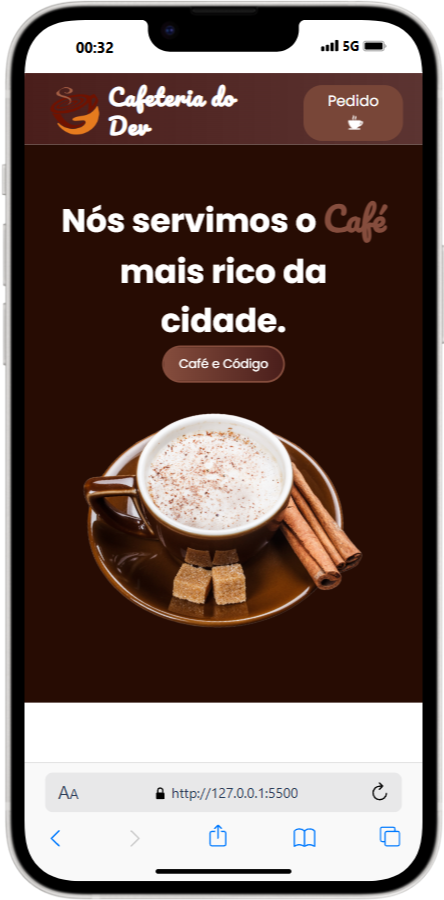 00:32
5G
Cafeteria do
Dev
Pedido
Nós servimos o Café
mais rico da
cidade.
Café e Código
AA
http://127.0.0.1:5500